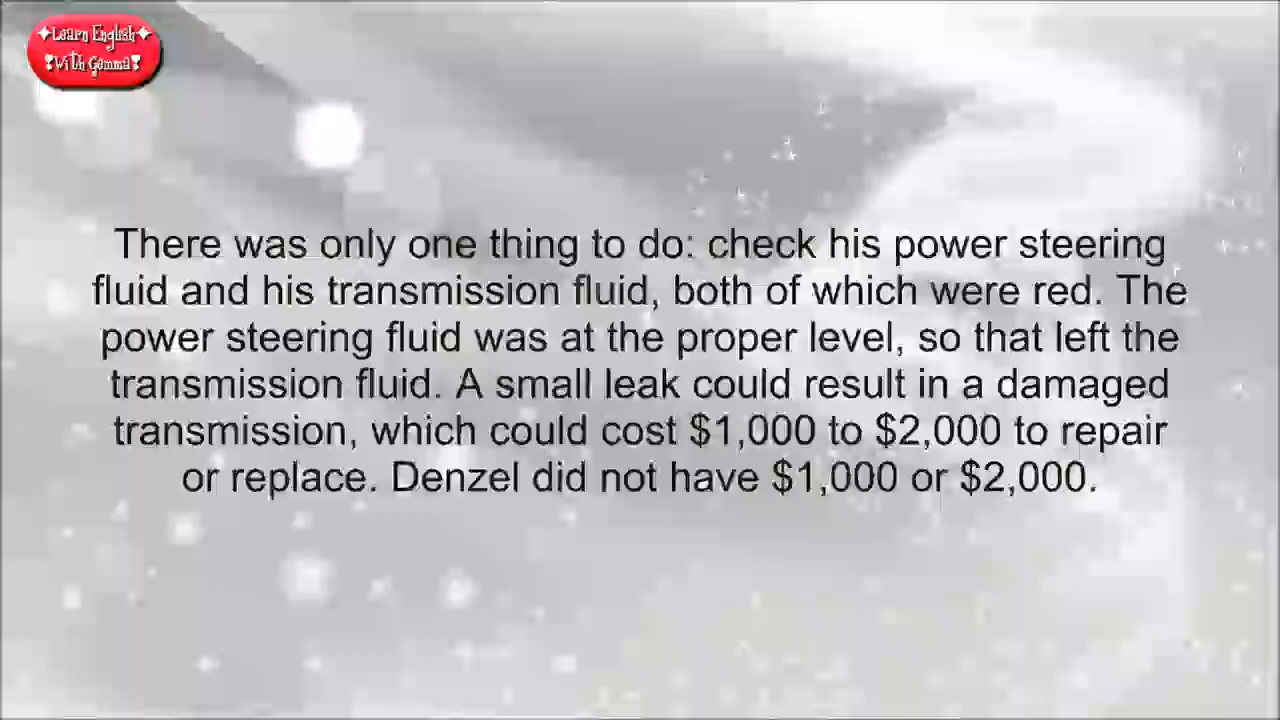 ✦Learn English✦
❣With Gamma❣
There was only one thing to do: check his power steering
fluid and his transmission fluid, both of which were red. The
power steering fluid was at the proper level, so that left the
transmission fluid. A small leak could result in a damaged
transmission, which could cost $1,000 to $2,000 to repair
or replace. Denzel did not have $1,000 or $2,000.